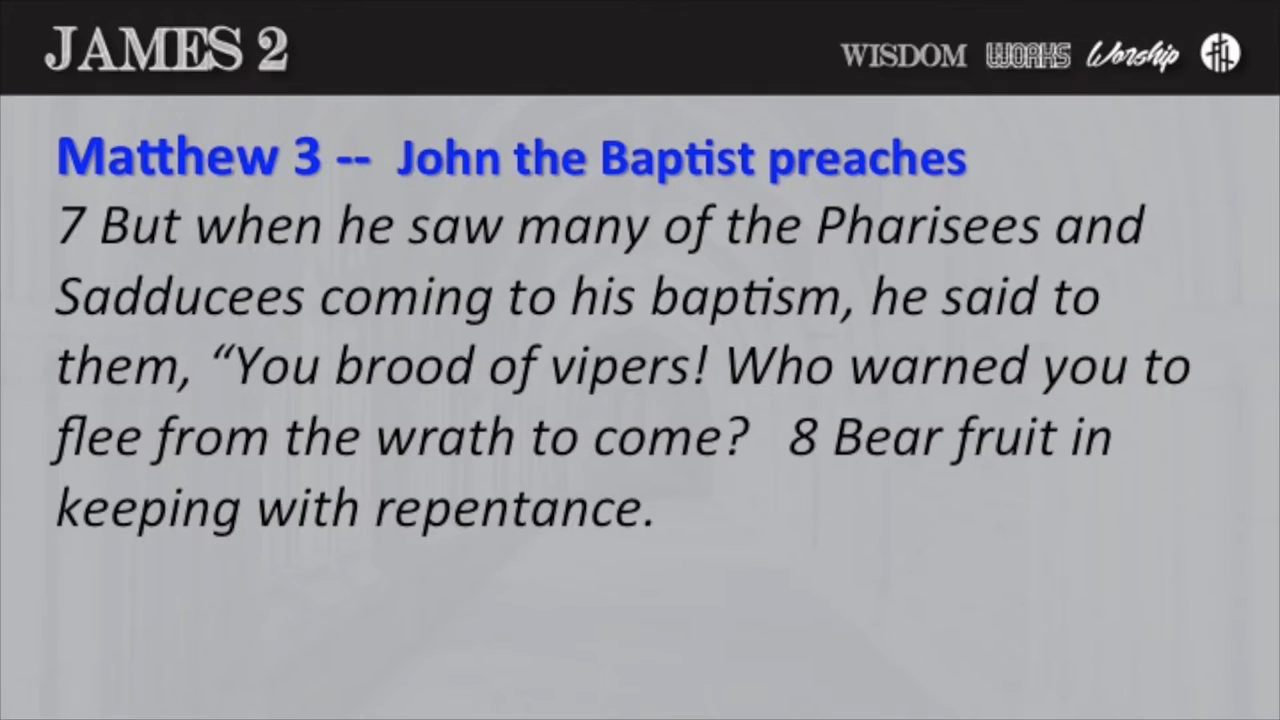 JAMES 2
WISDOM WORKS Worship
Matthew 3 -- John the Baptist preaches
7 But when he saw many of the Pharisees and
Sadducees coming to his baptism, he said to
them, “You brood of vipers! Who warned you to
flee from the wrath to come? 8 Bear fruit in
keeping with repentance.